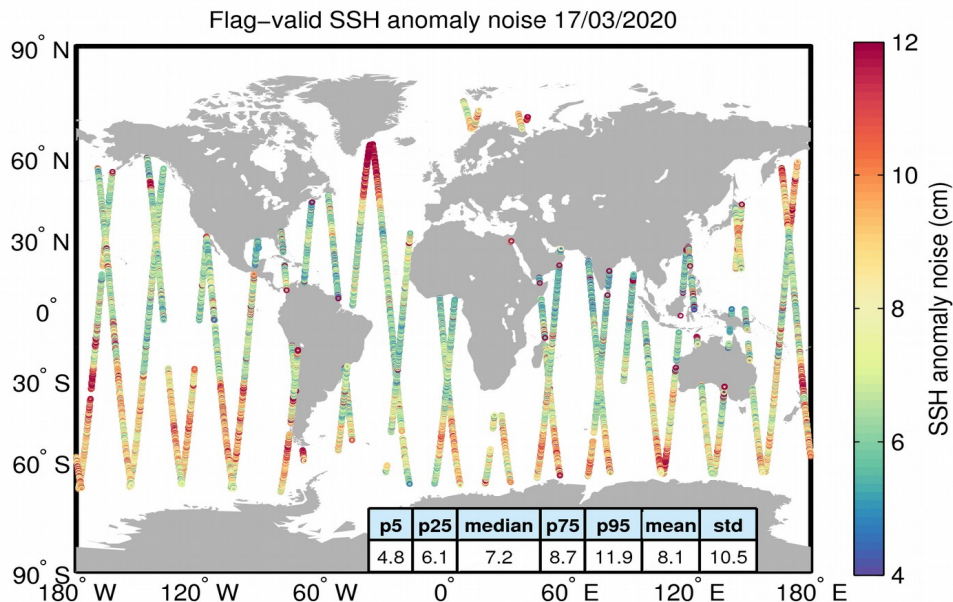 Flag−valid SSH anomaly noise 17/03/2020
90° N
60° N
30° N
0°
30° S
60° S
90° S
180° W
120° W
60° W
0°
60° E
120° E
180° E
p5 p25 median p75 p95 mean std
4.8 6.1 7.2 8.7 11.9 8.1 10.5
12
10
8
6
4
SSH anomaly noise (cm)